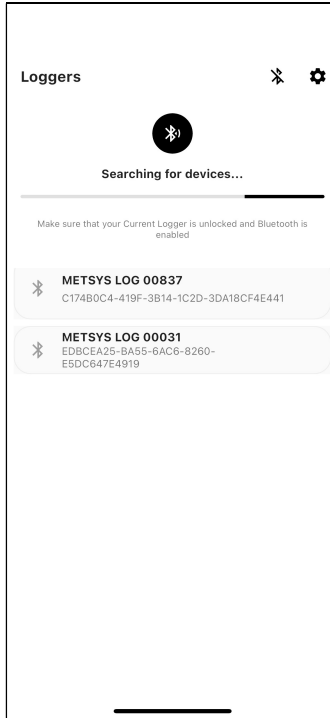 Loggers
Searching for devices...
Make sure that your Current Logger is unlocked and Bluetooth is
enabled
METSYS LOG 00837
C174B0C4-419F-3B14-1C2D-3DA18CF4E441
METSYS LOG 00031
EDBCEA25-BA55-6AC6-8260-
E5DC647E4919